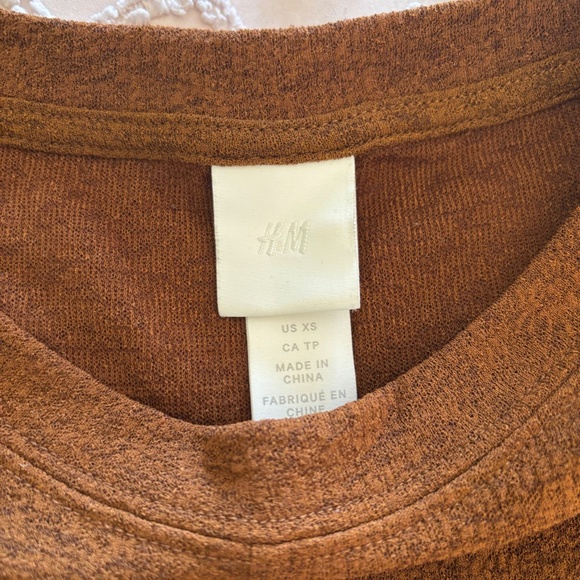 H&M
US XS
CA TP
MADE IN
CHINA
FABRIQUÉ EN
CHINE